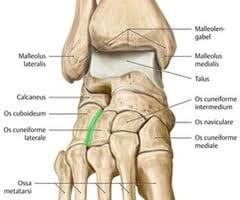 Malleolus
lateralis
Calcaneus
Os cuboideum
Os cuneiforme
laterale
Ossa
metatarsi
Malleolen-
gabel
Malleolus
medialis
Talus
Os cuneiforme
intermedium
Os naviculare
Os cuneiforme
mediale